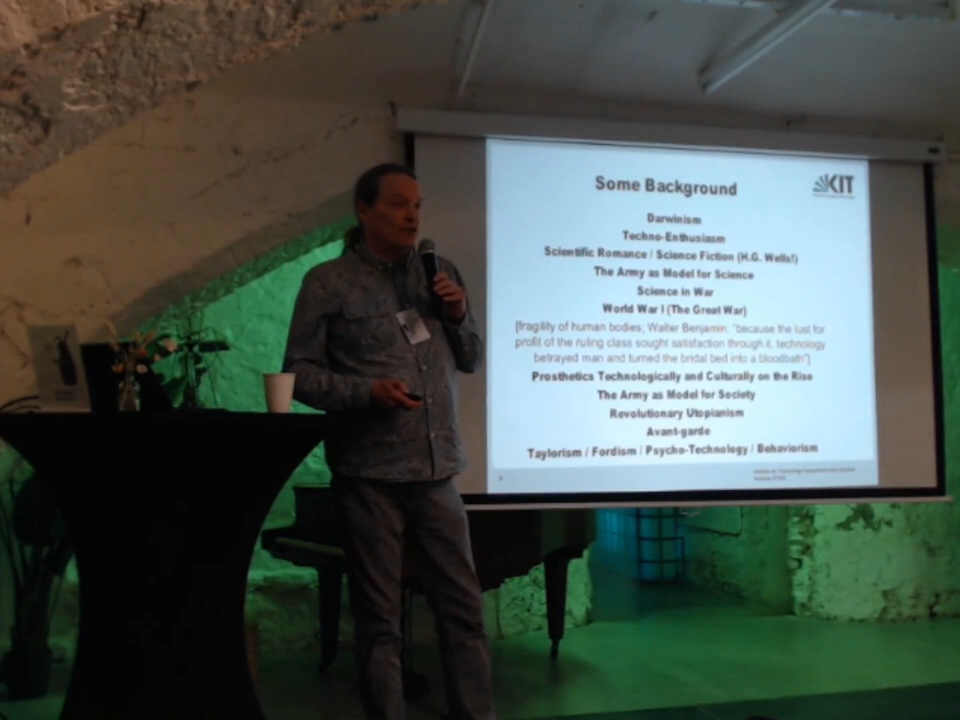 Some Background
KIT
Darwinism
Techno-Enthusiasm
Scientific Romance / Science Fiction (H.G. Wells!)
The Army as Model for Science
Science in War
World War I (The Great War)
[fragility of human bodies; Walter Benjamin: "because the lust for
profit of the ruling class sought satisfaction through it, technology
betrayed man and turned the bridal bed into a bloodbath"]
Prosthetics Technologically and Culturally on the Rise
The Army as Model for Society
Revolutionary Utopianism
Avant-garde
Taylorism / Fordism / Psycho-Technology / Behaviorism